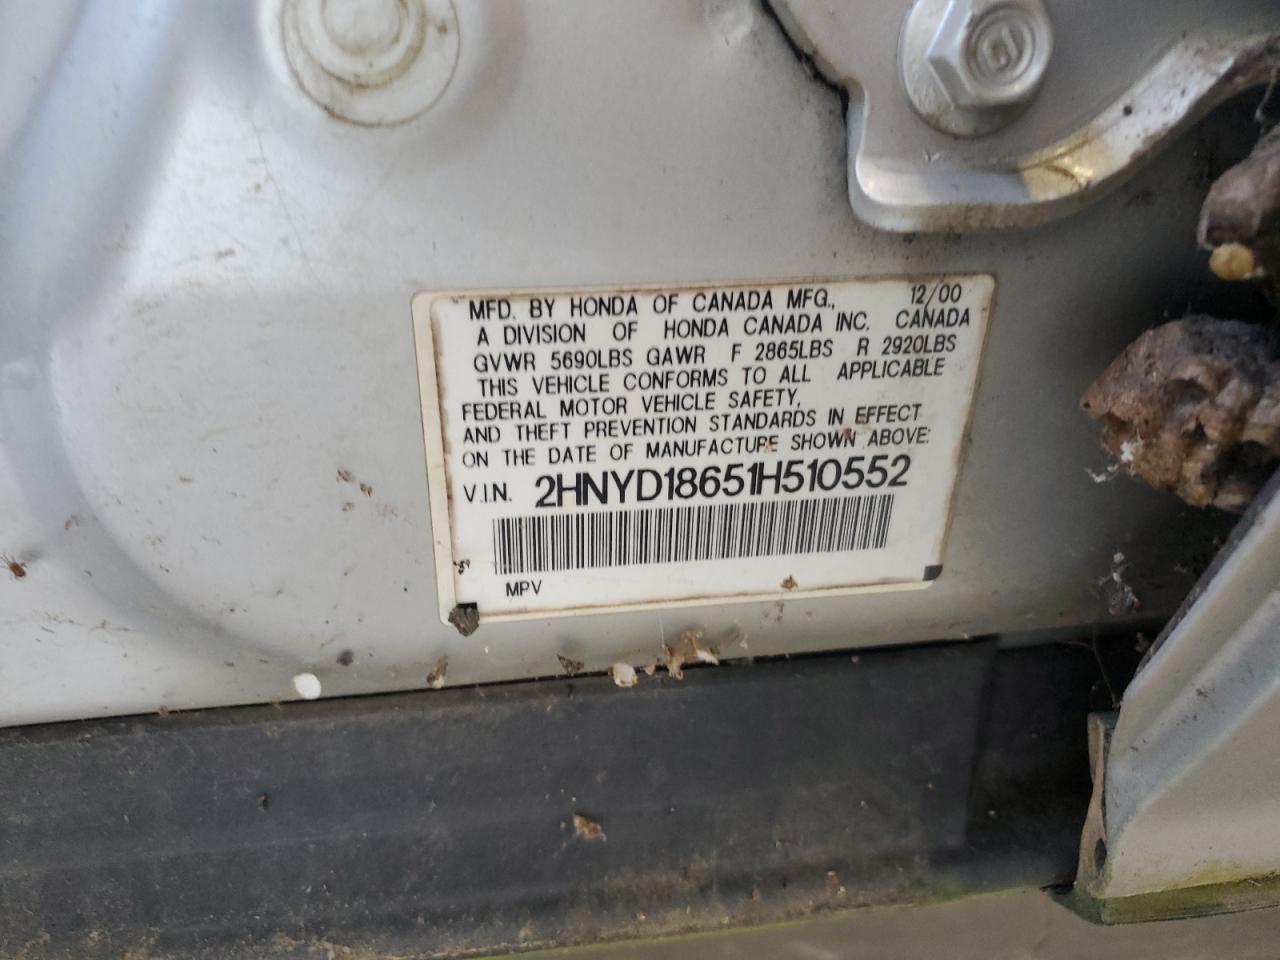 MFD. BY HONDA OF CANADA MFG., 12/00
A DIVISION OF HONDA CANADA INC. CANADA
GVWR 5690LBS GAWR F 2865LBS R 2920LBS
THIS VEHICLE CONFORMS TO ALL APPLICABLE
FEDERAL MOTOR VEHICLE SAFETY,
AND THEFT PREVENTION STANDARDS IN EFFECT
ON THE DATE OF MANUFACTURE SHOWN ABOVE:
V.I.N. 2HNYD18651H510552
MPV